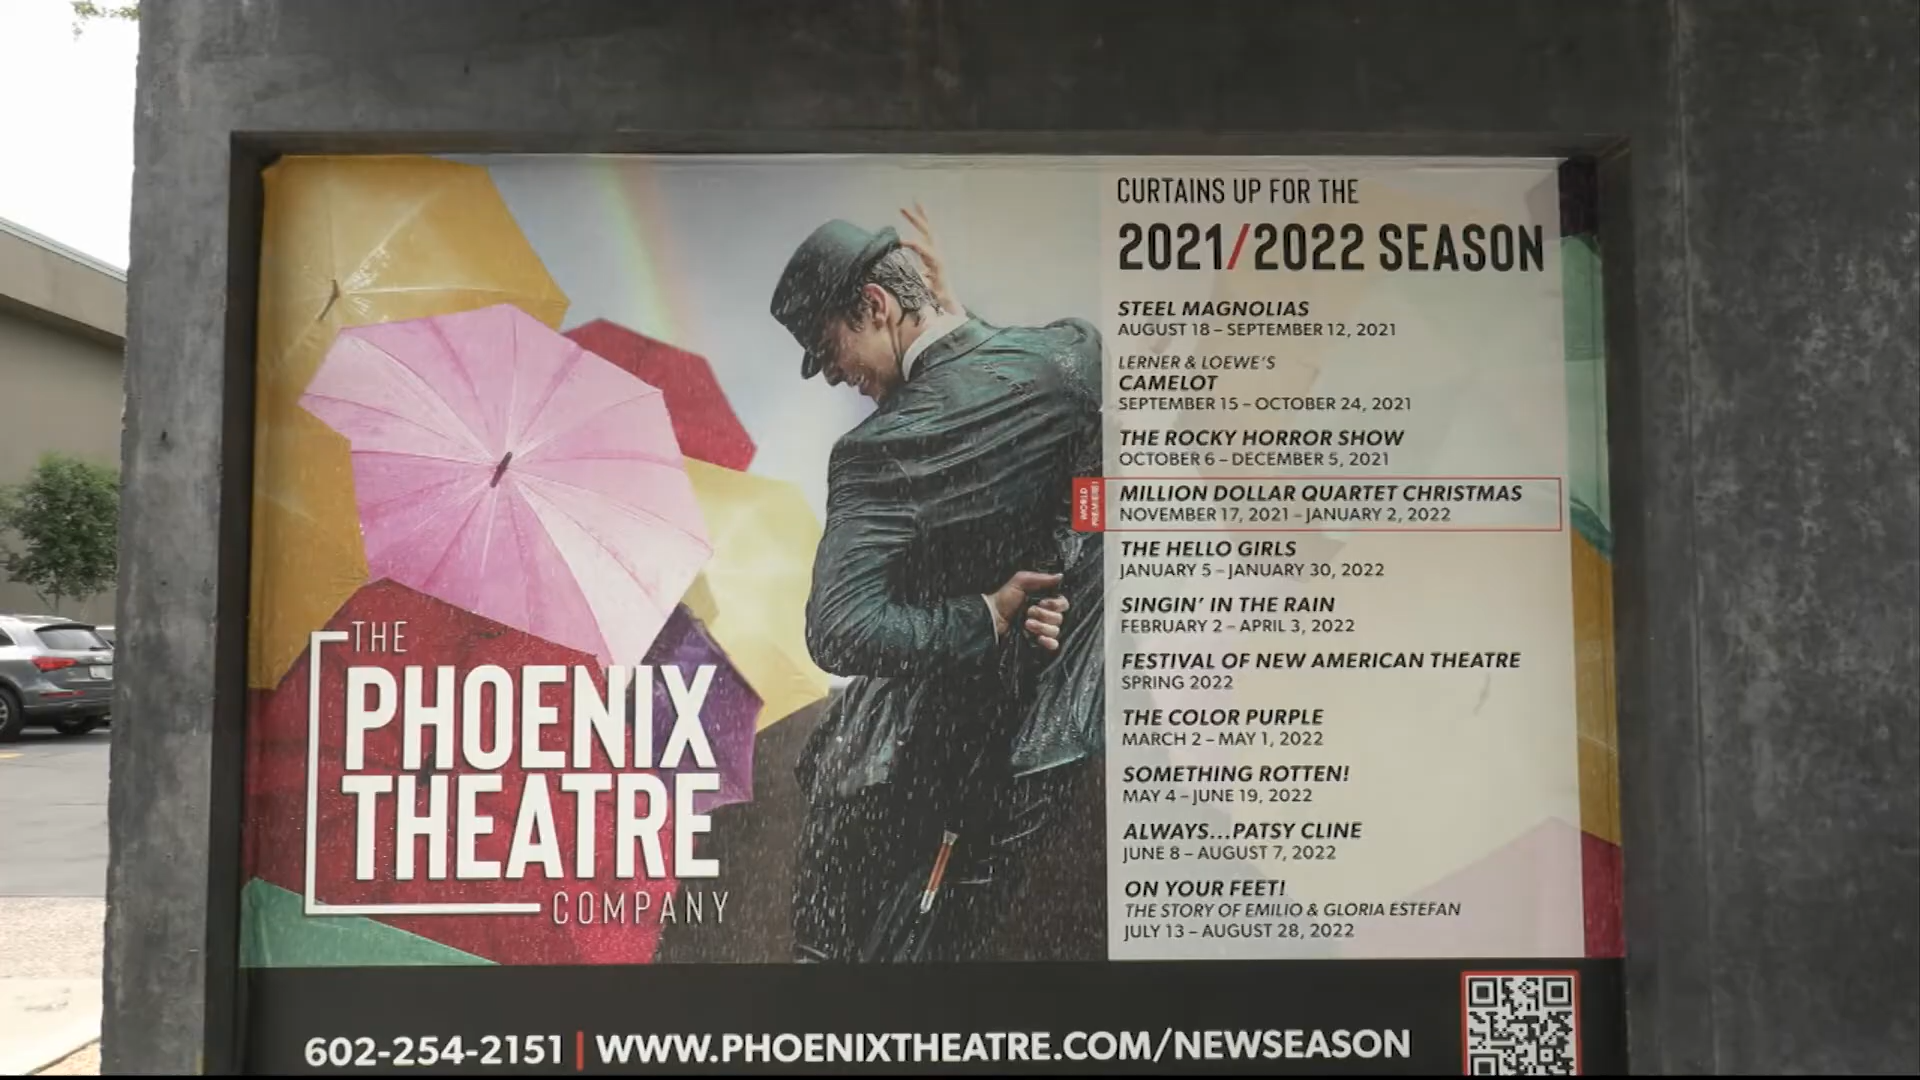 THE
PHOENIX
THEATRE
COMPANY
CURTAINS UP FOR THE
2021/2022 SEASON
STEEL MAGNOLIAS
AUGUST 18 – SEPTEMBER 12, 2021
LERNER & LOEWE'S
CAMELOT
SEPTEMBER 15 – OCTOBER 24, 2021
THE ROCKY HORROR SHOW
OCTOBER 6 – DECEMBER 5, 2021
WORLD
PREMIERE!
MILLION DOLLAR QUARTET CHRISTMAS
NOVEMBER 17, 2021 – JANUARY 2, 2022
THE HELLO GIRLS
JANUARY 5 – JANUARY 30, 2022
SINGIN' IN THE RAIN
FEBRUARY 2 – APRIL 3, 2022
FESTIVAL OF NEW AMERICAN THEATRE
SPRING 2022
THE COLOR PURPLE
MARCH 2 – MAY 1, 2022
SOMETHING ROTTEN!
MAY 4 – JUNE 19, 2022
ALWAYS...PATSY CLINE
JUNE 8 – AUGUST 7, 2022
ON YOUR FEET!
THE STORY OF EMILIO & GLORIA ESTEFAN
JULY 13 – AUGUST 28, 2022
602-254-2151 | WWW.PHOENIXTHEATRE.COM/NEWSEASON